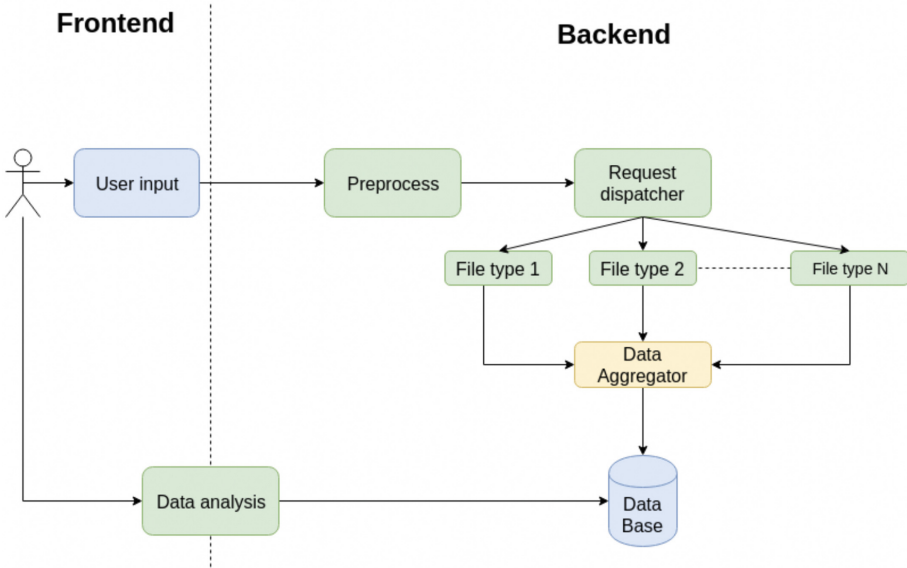 Frontend
Backend
User input
Preprocess
Request
dispatcher
File type 1
File type 2
File type N
Data
Aggregator
Data analysis
Data
Base